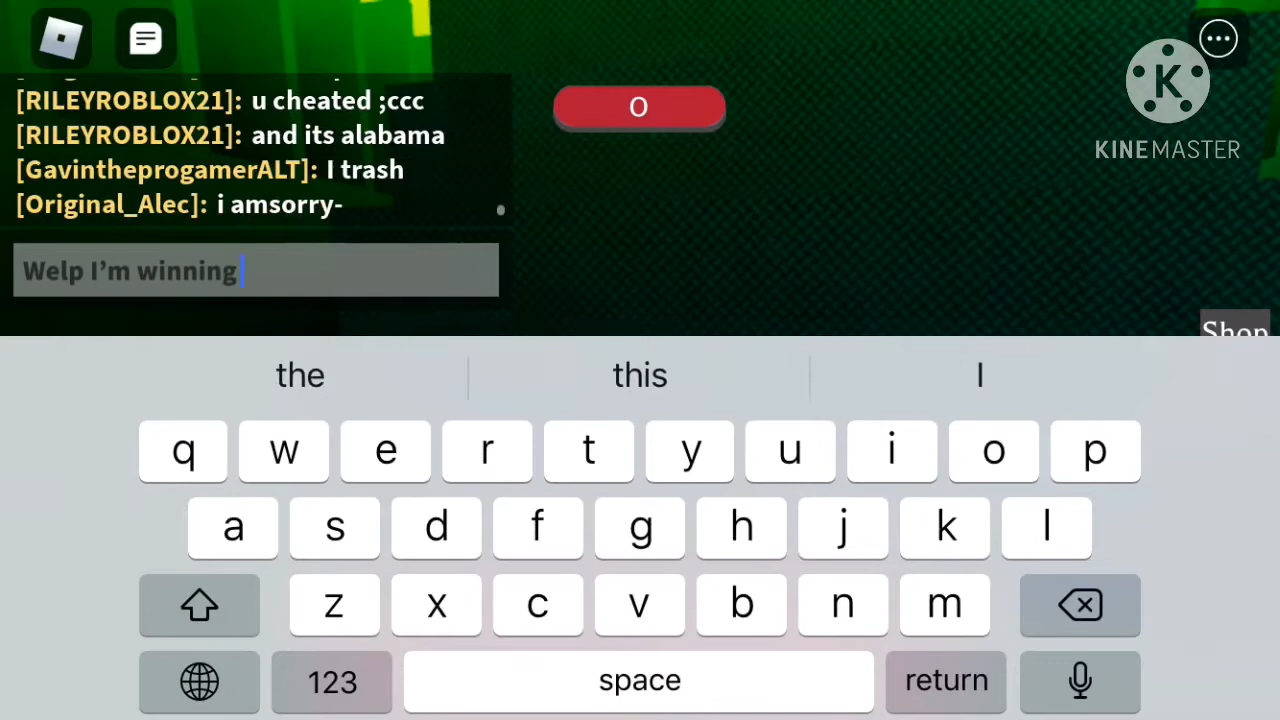 [RILEYROBLOX21]: u cheated ;ccc
[RILEYROBLOX21]: and its alabama
[GavintheprogamerALT]: I trash
[Original_Alec]: i amsorry-
Welp I’m winning
O
K
KINEMASTER
Shop
the this I
q w e r t y u i o p
a s d f g h j k l
z x c v b n m
123 space return